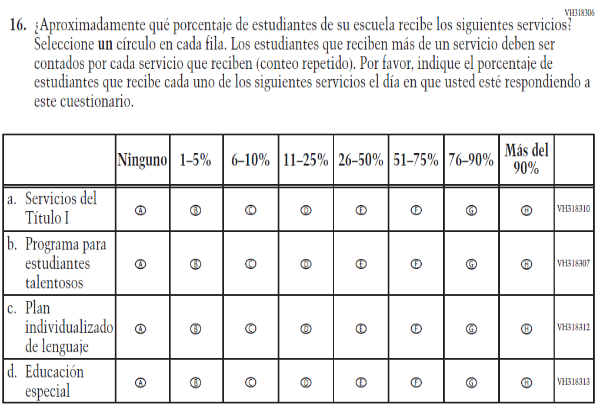 VH318306
16. ¿Aproximadamente qué porcentaje de estudiantes de su escuela recibe los siguientes servicios?
Seleccione un círculo en cada fila. Los estudiantes que reciben más de un servicio deben ser
contados por cada servicio que reciben (conteo repetido). Por favor, indique el porcentaje de
estudiantes que recibe cada uno de los siguientes servicios el día en que usted esté respondiendo a
este cuestionario.
Ninguno 1–5% 6–10% 11–25% 26–50% 51–75% 76–90% Más del
90%
a. Servicios del
Título I
A B C D E F G H VH318310
b. Programa para
estudiantes
talentosos
A B C D E F G H VH318307
c. Plan
individualizado
de lenguaje
A B C D E F G H VH318312
d. Educación
especial
A B C D E F G H VH318313